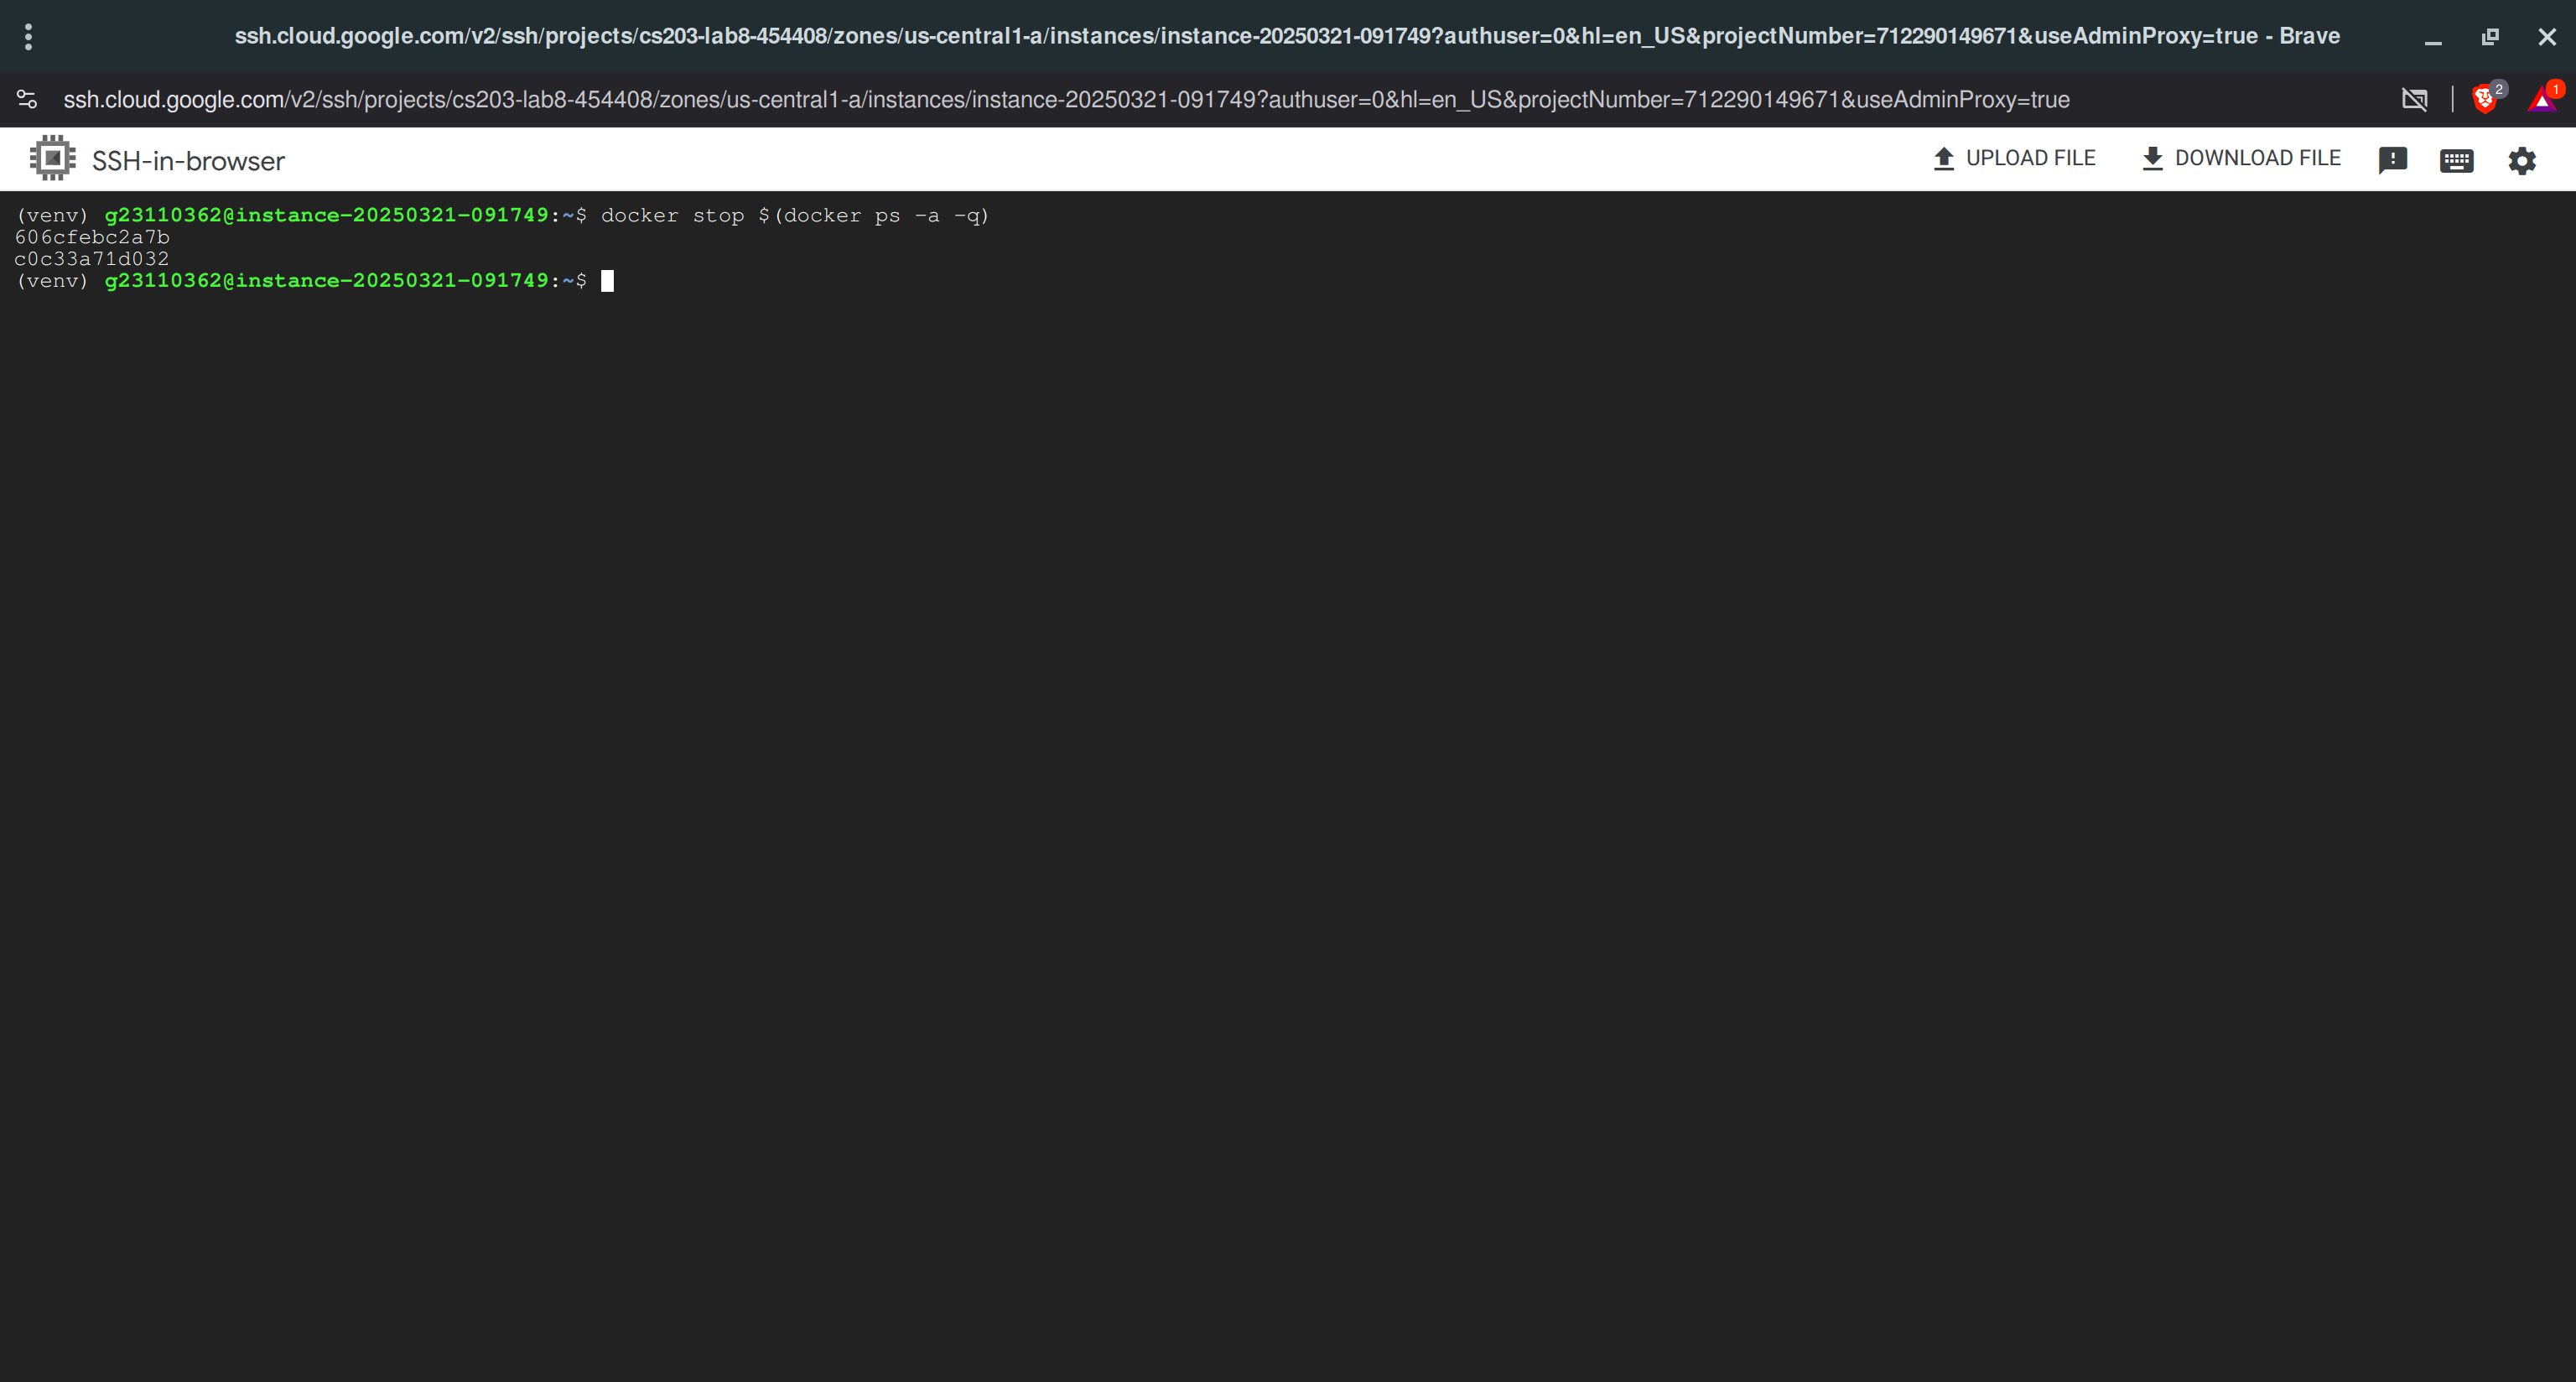 ssh.cloud.google.com/v2/ssh/projects/cs203-lab8-454408/zones/us-central1-a/instances/instance-20250321-091749?authuser=0&hl=en_US&projectNumber=712290149671&useAdminProxy=true - Brave
ssh.cloud.google.com/v2/ssh/projects/cs203-lab8-454408/zones/us-central1-a/instances/instance-20250321-091749?authuser=0&hl=en_US&projectNumber=712290149671&useAdminProxy=true
2
1
SSH-in-browser
UPLOAD FILE
DOWNLOAD FILE
(venv) g23110362@instance-20250321-091749:~$ docker stop $(docker ps -a -q)
606cfebc2a7b
c0c33a71d032
(venv) g23110362@instance-20250321-091749:~$